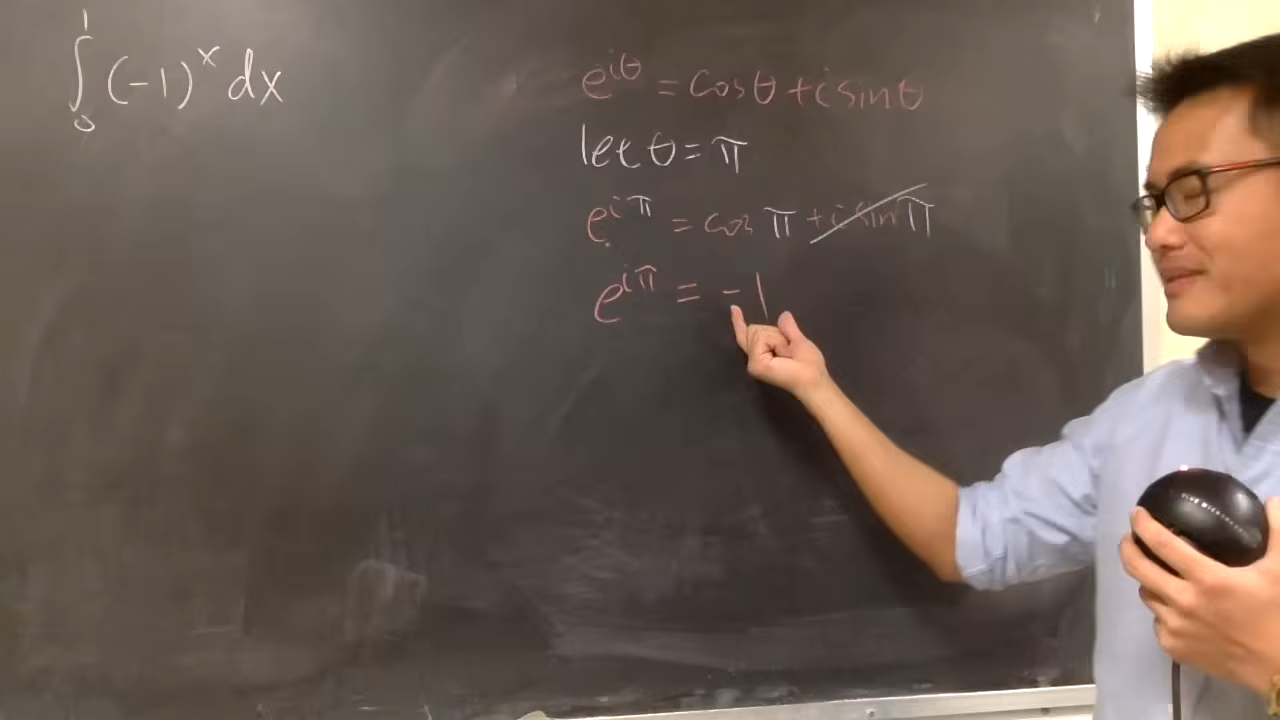 ∫₀¹ (-1)ˣ dx
e^{iθ} = cosθ + i sinθ
let θ = π
e^{iπ} = cos π + i sin π
e^{iπ} = -1